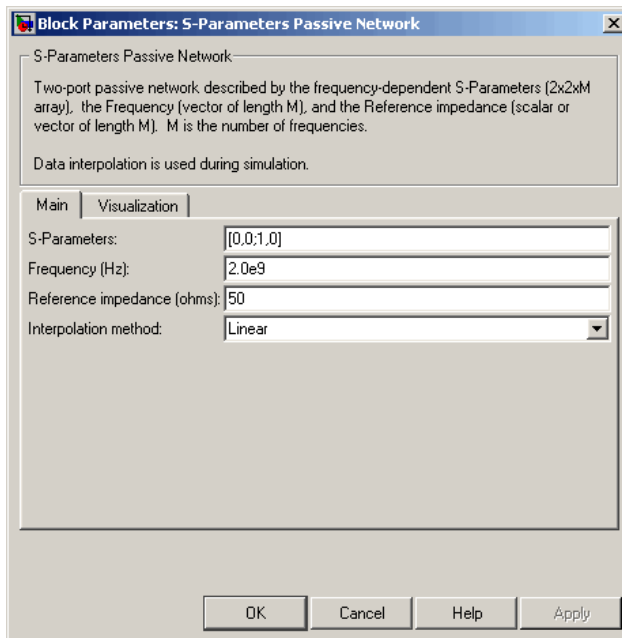 Block Parameters: S-Parameters Passive Network
S-Parameters Passive Network
Two-port passive network described by the frequency-dependent S-Parameters (2x2xM
array), the Frequency (vector of length M), and the Reference impedance (scalar or
vector of length M). M is the number of frequencies.
Data interpolation is used during simulation.
Main Visualization
S-Parameters: [0,0;1,0]
Frequency (Hz): 2.0e9
Reference impedance (ohms): 50
Interpolation method: Linear
OK Cancel Help Apply